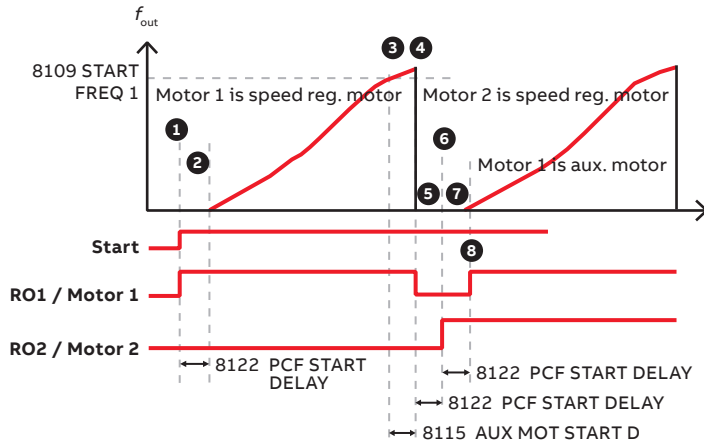 fout
8109 START
FREQ 1
3 4
Motor 1 is speed reg. motor
Motor 2 is speed reg. motor
1
6
2
Motor 1 is aux. motor
5 7
Start
8
RO1 / Motor 1
RO2 / Motor 2
8122 PCF START
DELAY
8122 PCF START DELAY
8122 PCF START DELAY
8115 AUX MOT START D